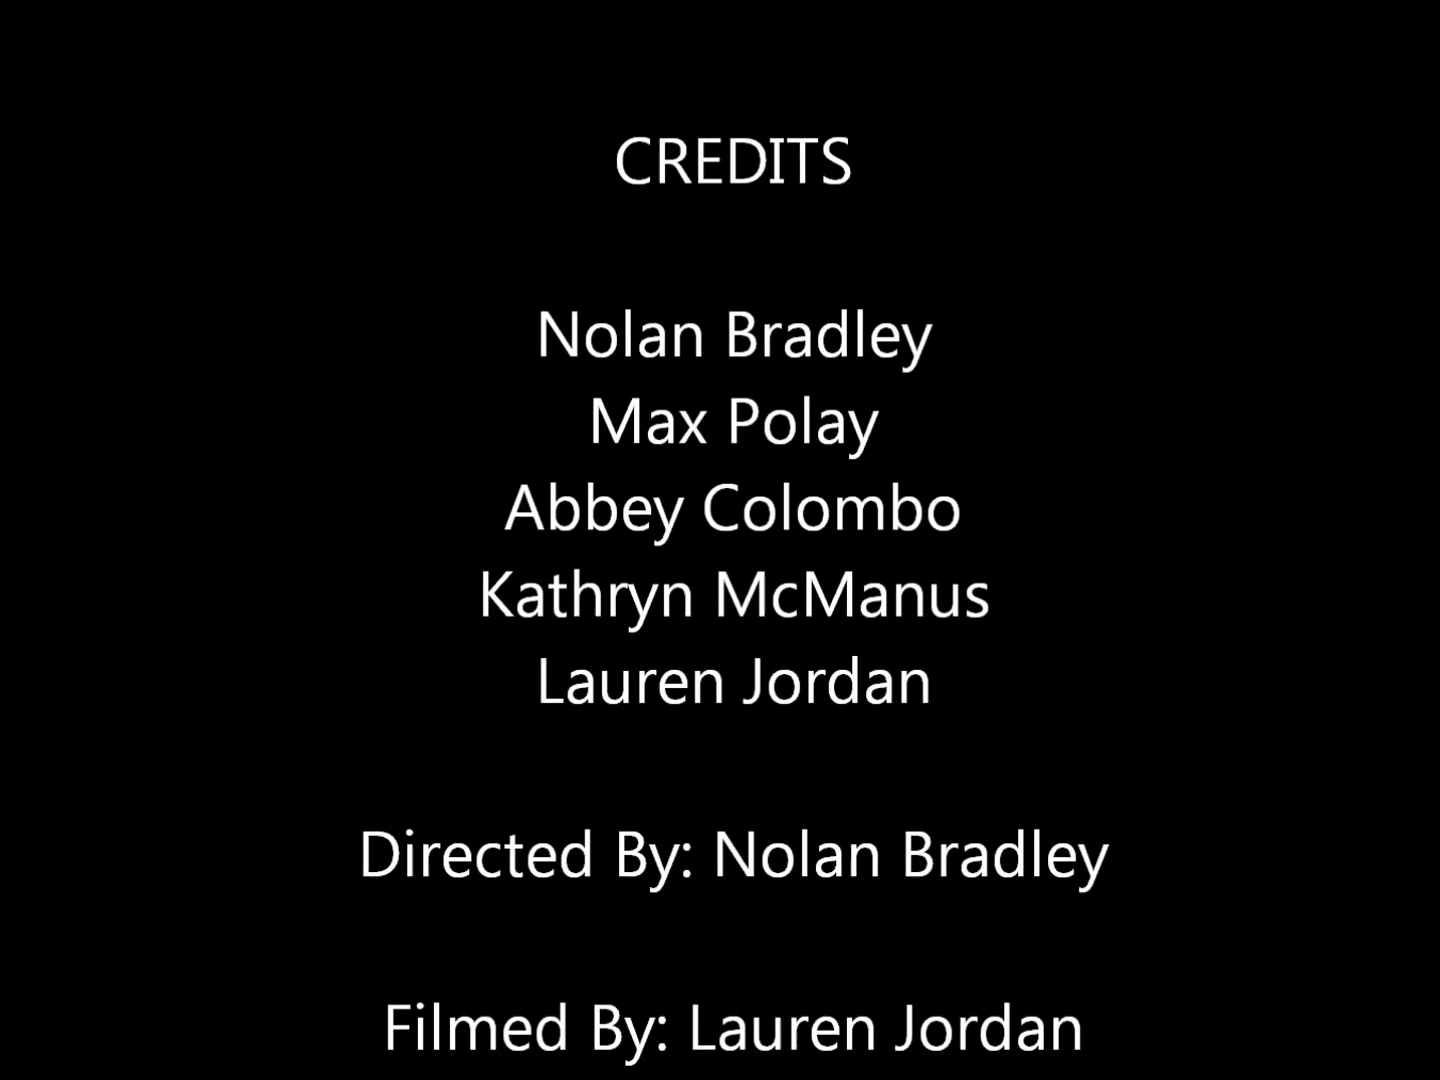 CREDITS
Nolan Bradley
Max Polay
Abbey Colombo
Kathryn McManus
Lauren Jordan
Directed By: Nolan Bradley
Filmed By: Lauren Jordan